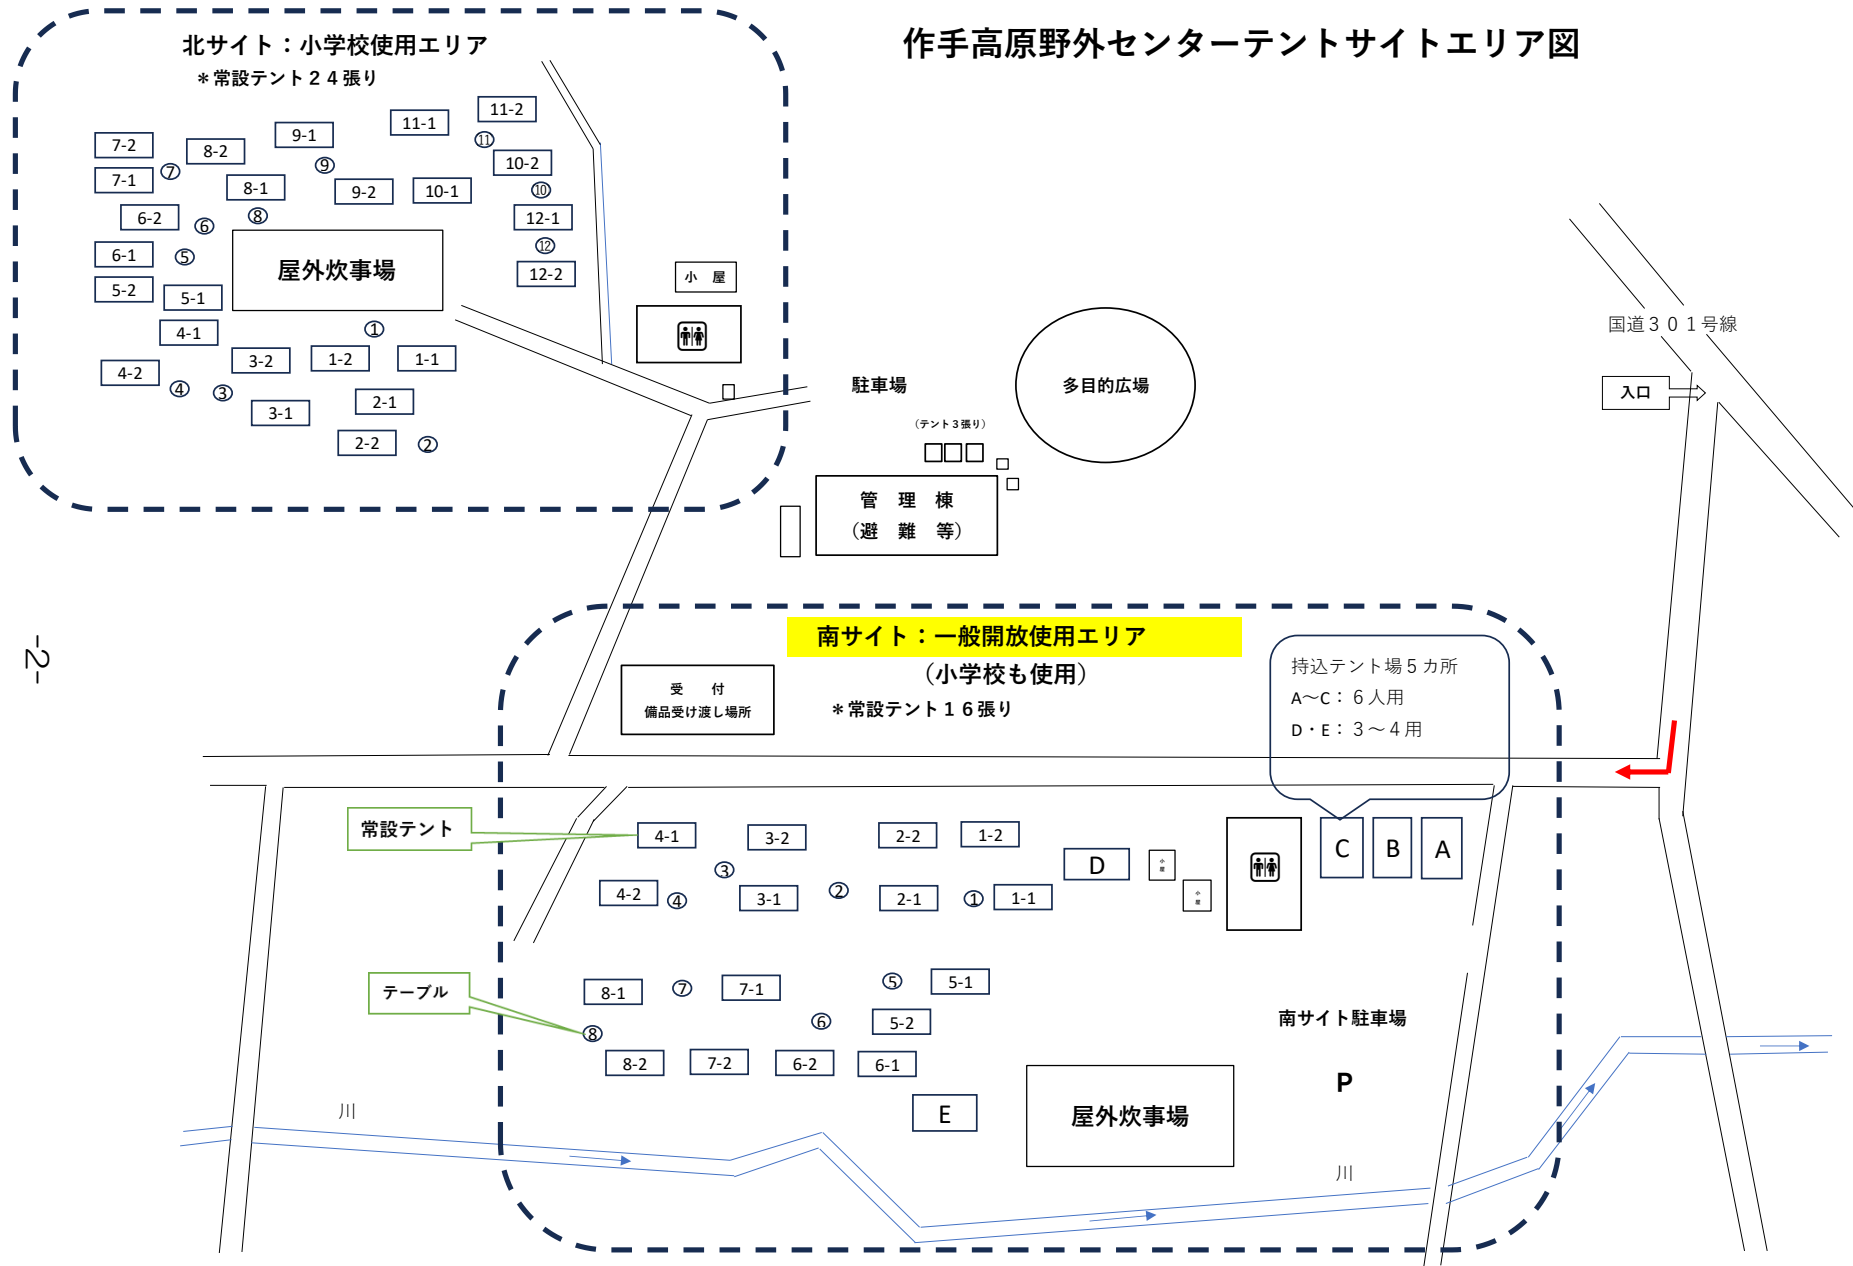 作手高原野外センターテントサイトエリア図
北サイト：小学校使用エリア
＊常設テント２４張り
11-2
11-1
9-1
⑪
7-2
8-2
10-2
⑨
⑦
7-1
8-1
9-2
10-1
⑩
6-2
⑥
⑧
12-1
⑫
6-1
⑤
屋外炊事場
12-2
小　屋
5-2
5-1
4-1
①
3-2
1-2
1-1
4-2
④
③
3-1
2-1
2-2
②
駐車場
多目的広場
国道３０１号線
入口
（テント３張り）
管　理　棟
（避　難　等）
-2-
南サイト：一般開放使用エリア
（小学校も使用）
＊常設テント１６張り
受　　付
備品受け渡し場所
持込テント場５カ所
A～C：６人用
D・E：３～４用
常設テント
4-1
3-2
2-2
1-2
D
小屋
C
B
A
③
4-2
④
3-1
②
2-1
①
1-1
小屋
テーブル
8-1
⑦
7-1
⑤
5-1
⑧
⑥
5-2
南サイト駐車場
8-2
7-2
6-2
6-1
P
E
屋外炊事場
川
川